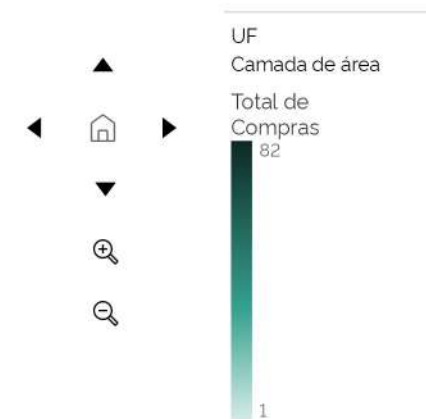 UF
Camada de área
Total de
Compras
82
1